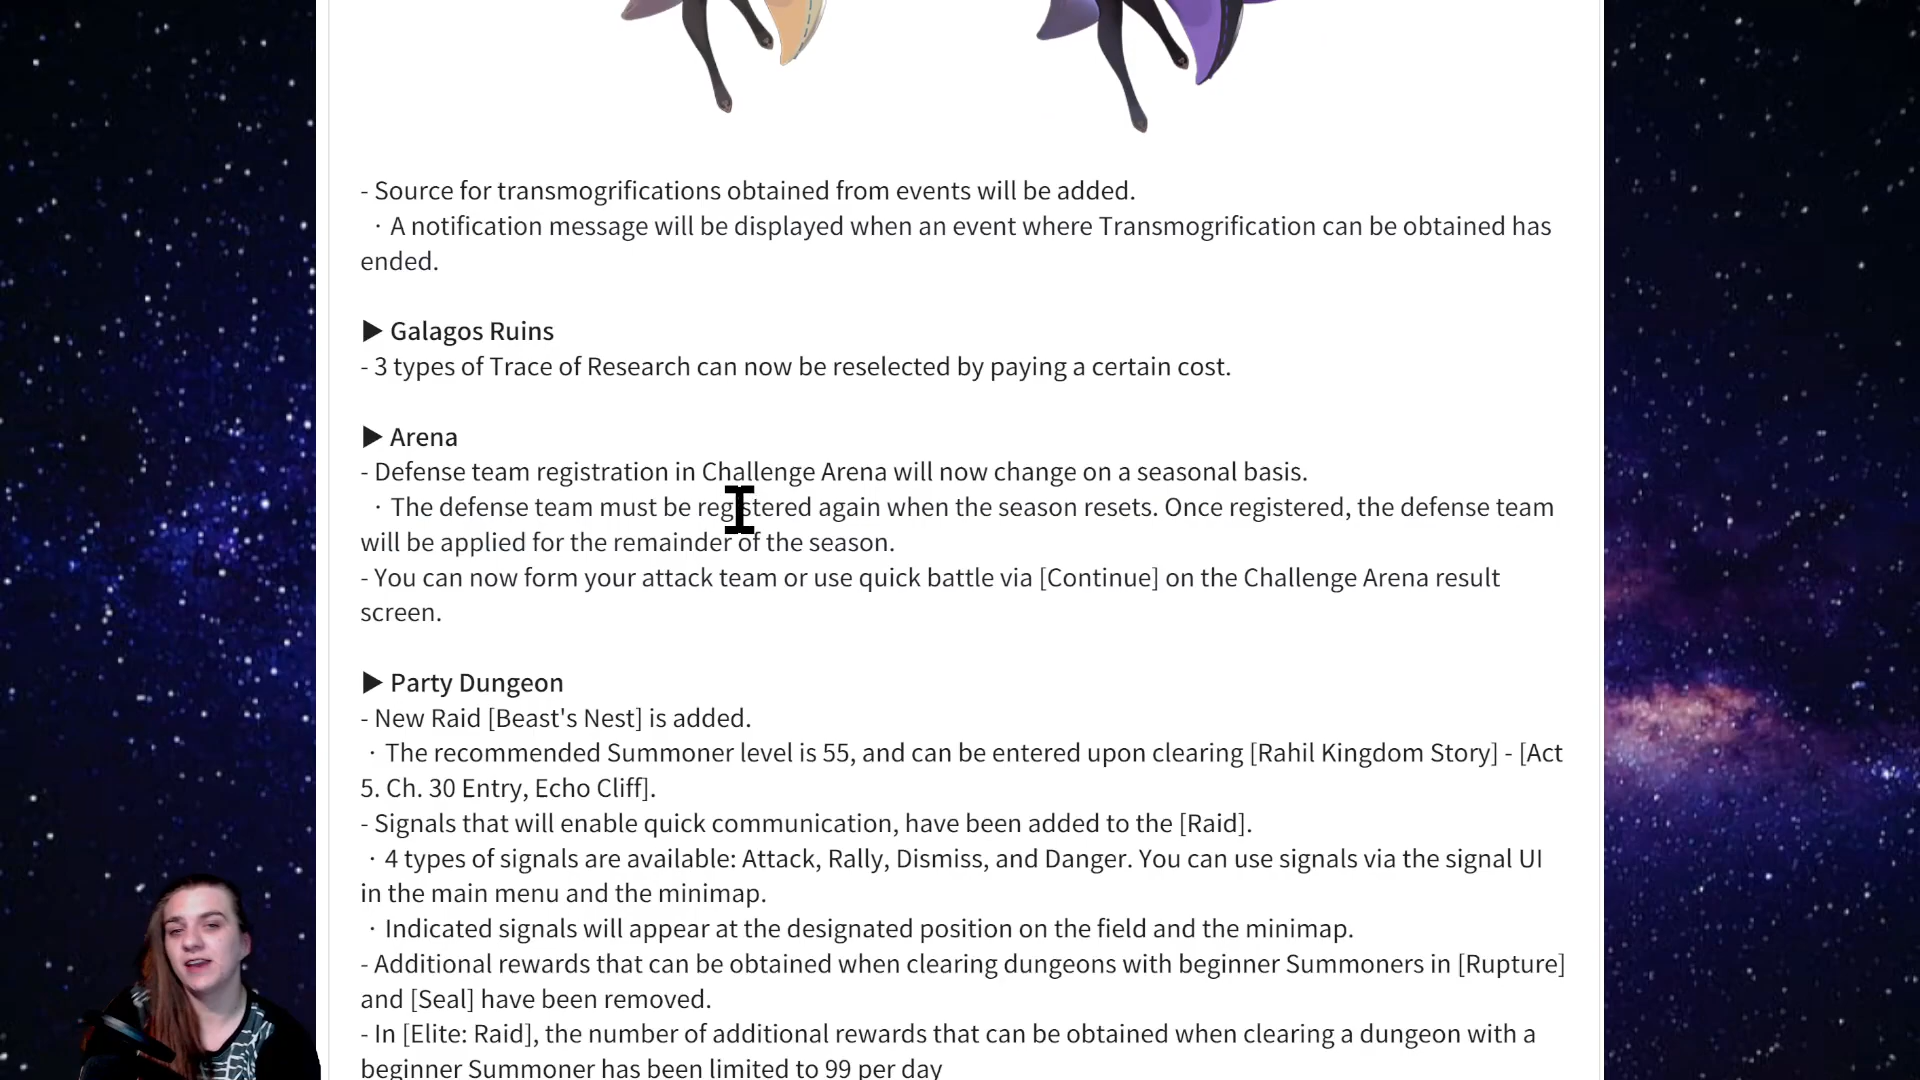 - Source for transmogrifications obtained from events will be added.
· A notification message will be displayed when an event where Transmogrification can be obtained has
ended.
▶ Galagos Ruins
- 3 types of Trace of Research can now be reselected by paying a certain cost.
▶ Arena
- Defense team registration in Challenge Arena will now change on a seasonal basis.
· The defense team must be registered again when the season resets. Once registered, the defense team
will be applied for the remainder of the season.
- You can now form your attack team or use quick battle via [Continue] on the Challenge Arena result
screen.
▶ Party Dungeon
- New Raid [Beast's Nest] is added.
· The recommended Summoner level is 55, and can be entered upon clearing [Rahil Kingdom Story] - [Act
5. Ch. 30 Entry, Echo Cliff].
- Signals that will enable quick communication, have been added to the [Raid].
· 4 types of signals are available: Attack, Rally, Dismiss, and Danger. You can use signals via the signal UI
in the main menu and the minimap.
· Indicated signals will appear at the designated position on the field and the minimap.
- Additional rewards that can be obtained when clearing dungeons with beginner Summoners in [Rupture]
and [Seal] have been removed.
- In [Elite: Raid], the number of additional rewards that can be obtained when clearing a dungeon with a
beginner Summoner has been limited to 99 per day